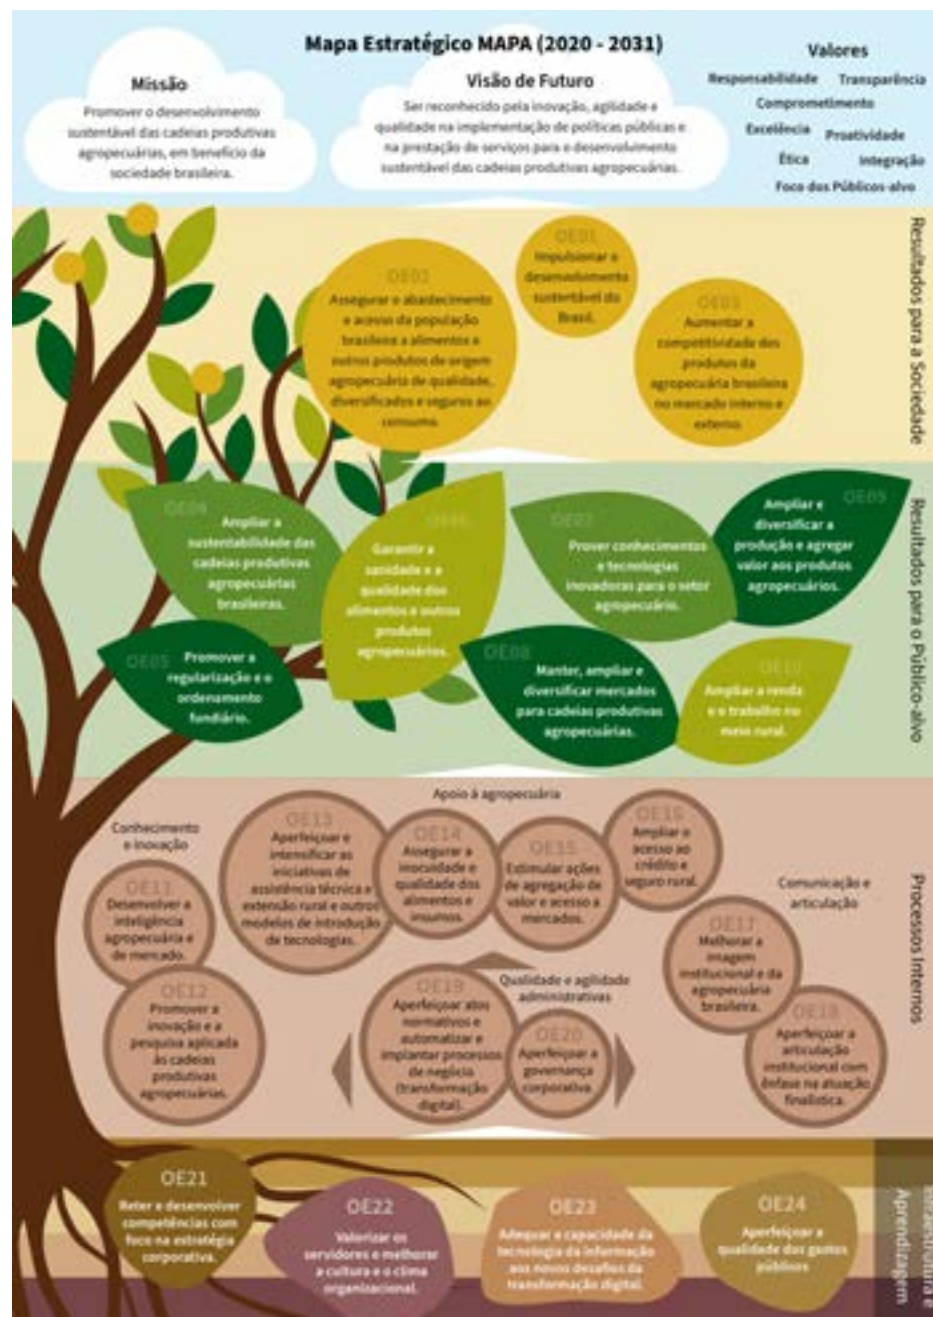 Mapa Estratégico MAPA (2020 - 2031)
Missão
Promover o desenvolvimento
sustentável das cadeias produtivas
agropecuárias, em benefício da
sociedade brasileira.
Visão de Futuro
Ser reconhecido pela inovação, agilidade e
qualidade na implementação de políticas públicas e
na prestação de serviços para o desenvolvimento
sustentável das cadeias produtivas agropecuárias.
Valores
Responsabilidade Transparência
Comprometimento
Excelência Proatividade
Ética Integração
Foco dos Públicos-alvo
Resultados para a Sociedade
OE01
Impulsionar o
desenvolvimento
sustentável do
Brasil.
OE02
Assegurar o abastecimento
e acesso da população
brasileira a alimentos e
outros produtos de origem
agropecuária de qualidade,
diversificados e seguros ao
consumo.
OE03
Aumentar a
competitividade dos
produtos da
agropecuária brasileira
no mercado interno e
externo.
Resultados para o Público-alvo
OE04
Ampliar a
sustentabilidade das
cadeias produtivas
agropecuárias
brasileiras.
OE05
Promover a
regularização e o
ordenamento
fundiário.
OE06
Garantir a
sanidade e a
qualidade dos
alimentos e outros
produtos
agropecuários.
OE07
Prover conhecimentos
e tecnologias
inovadoras para o setor
agropecuário.
OE08
Manter, ampliar e
diversificar mercados
para cadeias produtivas
agropecuárias.
OE09
Ampliar e
diversificar a
produção e agregar
valor aos produtos
agropecuários.
OE10
Ampliar a renda
e o trabalho no
meio rural.
Processos Internos
Conhecimento
e inovação
OE11
Desenvolver a
inteligência
agropecuária e
de mercado.
OE12
Promover a
inovação e a
pesquisa aplicada
às cadeias
produtivas
agropecuárias.
Apoio à agropecuária
OE13
Aperfeiçoar e
intensificar as
iniciativas de
assistência técnica e
extensão rural e outros
modelos de introdução
de tecnologias.
OE14
Assegurar a
inocuidade e
qualidade dos
alimentos e
insumos.
OE15
Estimular ações
de agregação de
valor e acesso a
mercados.
OE16
Ampliar o
acesso ao
crédito e
seguro rural.
Comunicação e
articulação
OE17
Melhorar a
imagem
institucional e da
agropecuária
brasileira.
OE18
Aperfeiçoar a
articulação
institucional com
ênfase na atuação
finalística.
Qualidade e agilidade
administrativas
OE19
Aperfeiçoar atos
normativos e
automatizar e
implantar processos
de negócio
(transformação
digital).
OE20
Aperfeiçoar a
governança
corporativa.
Infraestrutura e
Aprendizagem
OE21
Reter e desenvolver
competências com
foco na estratégia
corporativa.
OE22
Valorizar os
servidores e melhorar
a cultura e o clima
organizacional.
OE23
Adequar a capacidade da
tecnologia da informação
aos novos desafios da
transformação digital.
OE24
Aperfeiçoar a
qualidade dos gastos
públicos